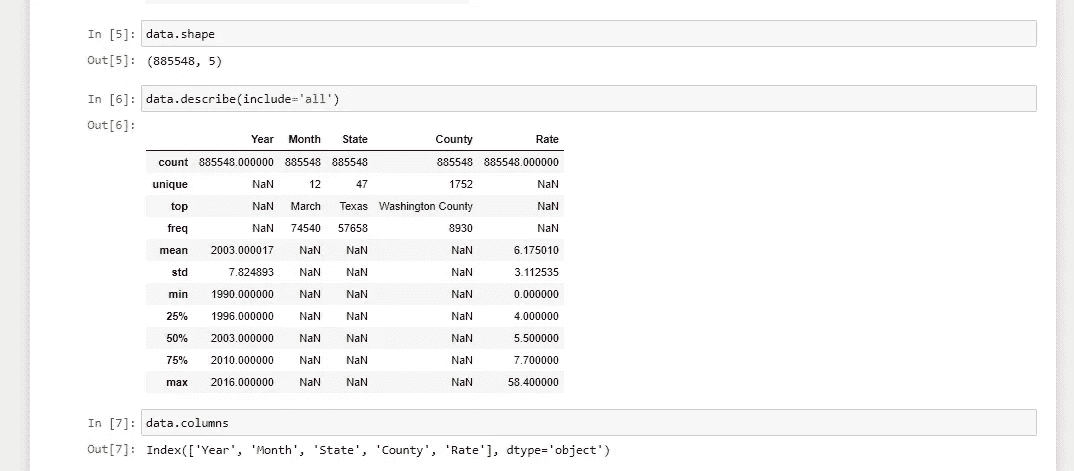 In [5]: data.shape
Out[5]: (885548, 5)
In [6]: data.describe(include='all')
Out[6]:
Year Month State County Rate
count 885548.000000 885548 885548 885548 885548.000000
unique NaN 12 47 1752 NaN
top NaN March Texas Washington County NaN
freq NaN 74540 57658 8930 NaN
mean 2003.000017 NaN NaN NaN 6.175010
std 7.824893 NaN NaN NaN 3.112535
min 1990.000000 NaN NaN NaN 0.000000
25% 1996.000000 NaN NaN NaN 4.000000
50% 2003.000000 NaN NaN NaN 5.500000
75% 2010.000000 NaN NaN NaN 7.700000
max 2016.000000 NaN NaN NaN 58.400000
In [7]: data.columns
Out[7]: Index(['Year', 'Month', 'State', 'County', 'Rate'], dtype='object')